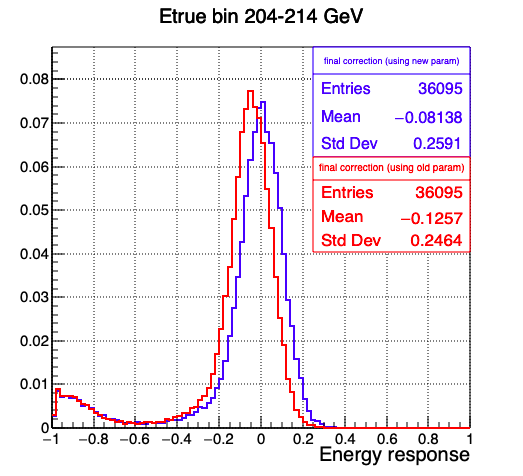 Etrue bin 204-214 GeV
final correction (using new param)
Entries 36095
Mean −0.08138
Std Dev 0.2591
final correction (using old param)
Entries 36095
Mean −0.1257
Std Dev 0.2464
0.08
0.07
0.06
0.05
0.04
0.03
0.02
0.01
0
−1 −0.8 −0.6 −0.4 −0.2 0 0.2 0.4 0.6 0.8 1
Energy response